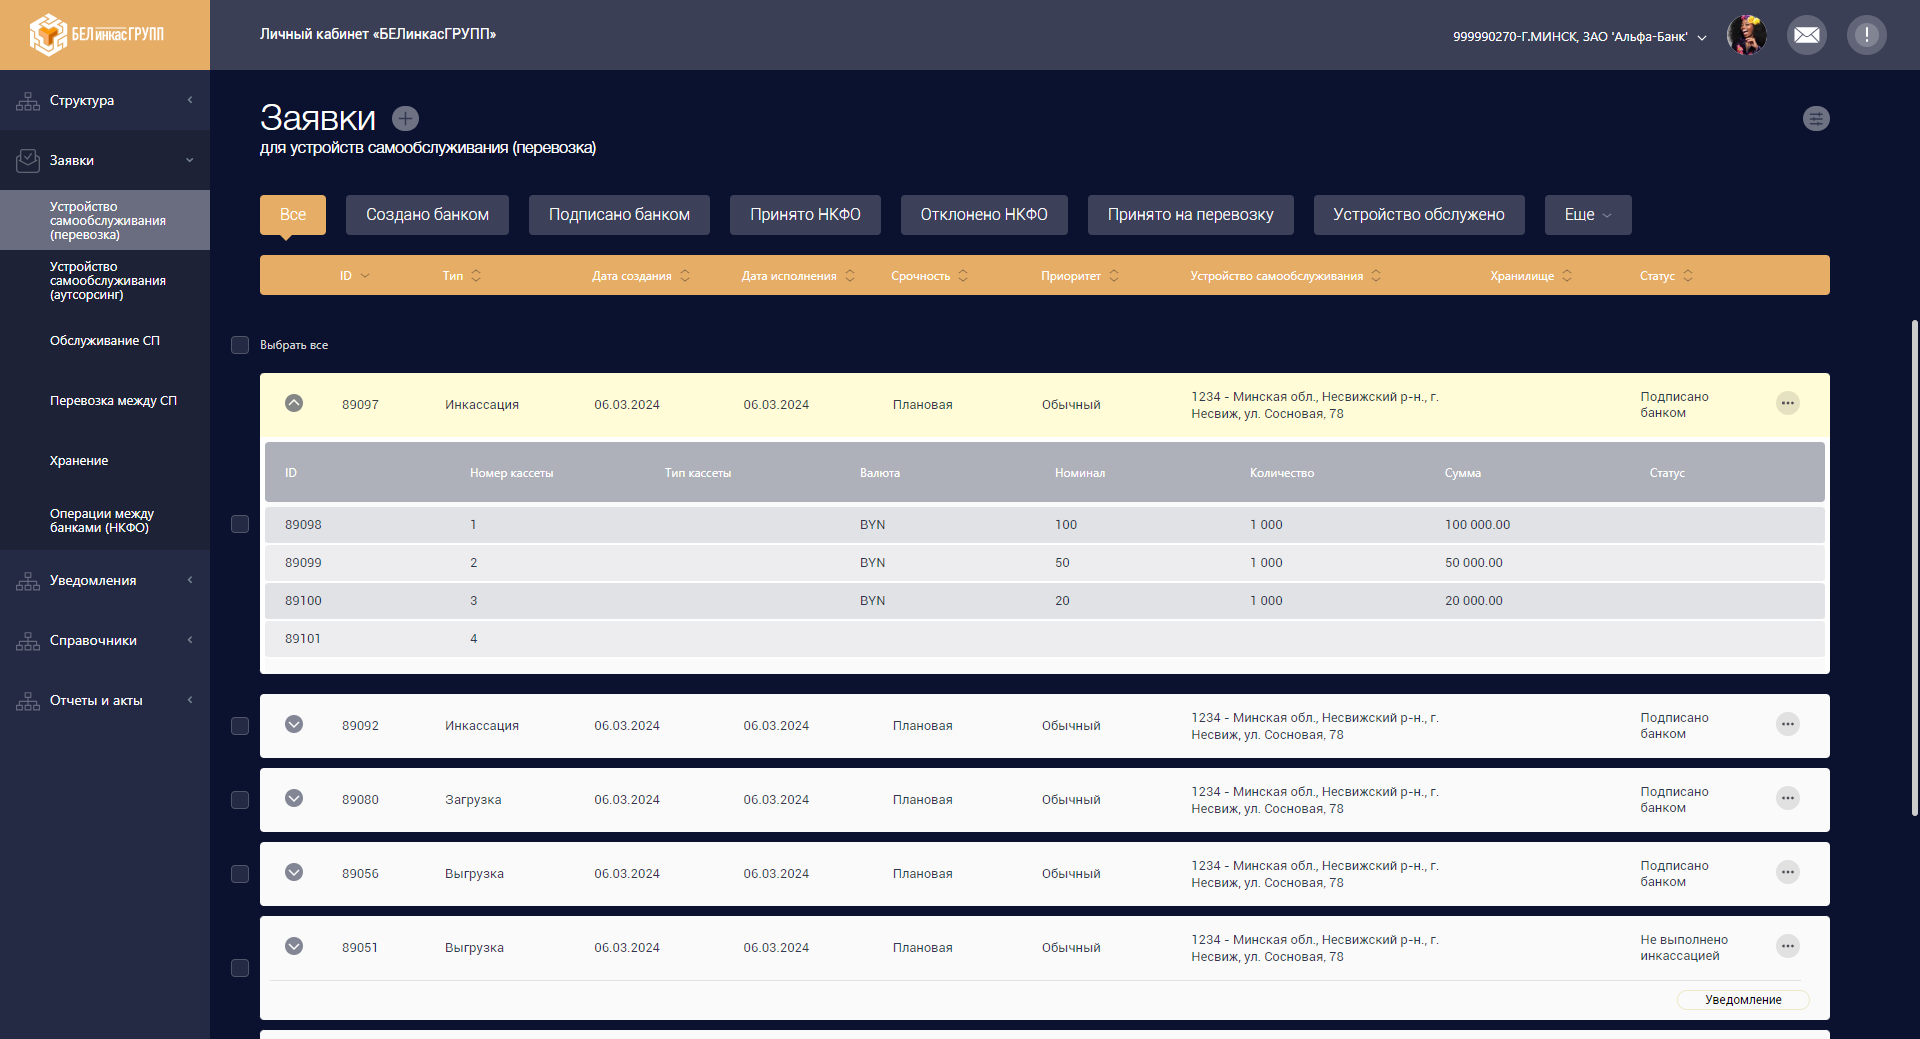 БЕЛинкасГРУПП
Личный кабинет «БЕЛинкасГРУПП»
999990270-Г.МИНСК, ЗАО 'Альфа-Банк'
Структура
Заявки
Устройство
самообслуживания
(перевозка)
Устройство
самообслуживания
(аутсорсинг)
Обслуживание СП
Перевозка между СП
Хранение
Операции между
банками (НКФО)
Уведомления
Справочники
Отчеты и акты
Заявки
для устройств самообслуживания (перевозка)
Все Создано банком Подписано банком Принято НКФО Отклонено НКФО Принято на перевозку Устройство обслужено Еще
ID Тип Дата создания Дата исполнения Срочность Приоритет Устройство самообслуживания Хранилище Статус
Выбрать все
89097 Инкассация 06.03.2024 06.03.2024 Плановая Обычный 1234 - Минская обл., Несвижский р-н., г. Подписано
Несвиж, ул. Сосновая, 78 банком
ID Номер кассеты Тип кассеты Валюта Номинал Количество Сумма Статус
89098 1 BYN 100 1 000 100 000.00
89099 2 BYN 50 1 000 50 000.00
89100 3 BYN 20 1 000 20 000.00
89101 4
89092 Инкассация 06.03.2024 06.03.2024 Плановая Обычный 1234 - Минская обл., Несвижский р-н., г. Подписано
Несвиж, ул. Сосновая, 78 банком
89080 Загрузка 06.03.2024 06.03.2024 Плановая Обычный 1234 - Минская обл., Несвижский р-н., г. Подписано
Несвиж, ул. Сосновая, 78 банком
89056 Выгрузка 06.03.2024 06.03.2024 Плановая Обычный 1234 - Минская обл., Несвижский р-н., г. Подписано
Несвиж, ул. Сосновая, 78 банком
89051 Выгрузка 06.03.2024 06.03.2024 Плановая Обычный 1234 - Минская обл., Несвижский р-н., г. Не выполнено
Несвиж, ул. Сосновая, 78 инкассацией
Уведомление